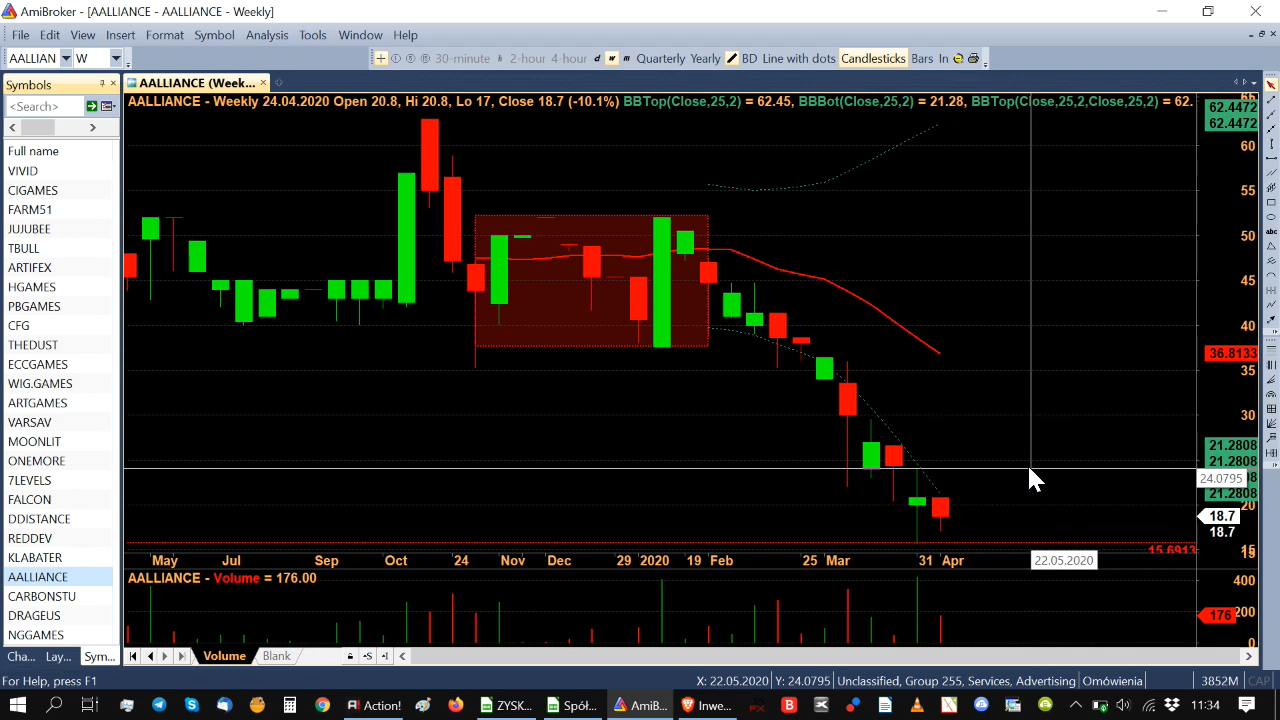 AmiBroker - [AALLIANCE - AALLIANCE - Weekly]
File Edit View Insert Format Symbol Analysis Tools Window Help
AALLIAN W 30-minute h 2-hour 4-hour d w m Quarterly Yearly BD Line with dots Candlesticks Bars In
Symbols
AALLIANCE (Week...
<Search>
AALLIANCE - Weekly 24.04.2020 Open 20.8, Hi 20.8, Lo 17, Close 18.7 (-10.1%) BBTop(Close,25,2) = 62.45, BBBot(Close,25,2) = 21.28, BBTop(Close,25,2,Close,25,2) = 62.
65
62.4472
62.4472
60
55
50
45
40
36.8133
35
30
21.2808
21.2808
24.0795
21.2808
20
18.7
18.7
15.6913
15
Full name
VIVID
CIGAMES
FARM51
JUJUBEE
TBULL
ARTIFEX
HGAMES
PBGAMES
CFG
THEDUST
ECCGAMES
WIG.GAMES
ARTGAMES
VARSAV
MOONLIT
ONEMORE
7LEVELS
FALCON
DDISTANCE
REDDEV
KLABATER
AALLIANCE
CARBONSTU
DRAGEUS
NGGAMES
May Jul Sep Oct 24 Nov Dec 29 2020 19 Feb 25 Mar 31 Apr 22.05.2020
AALLIANCE - Volume = 176.00
400
200
176
0
Cha... Lay... Sym...
Volume Blank
For Help, press F1
X: 22.05.2020 Y: 24.0795 Unclassified, Group 255, Services, Advertising Omówienia 3852M CAP
Action! ZYSK... Spół... AmiB... Inwe... 11:34